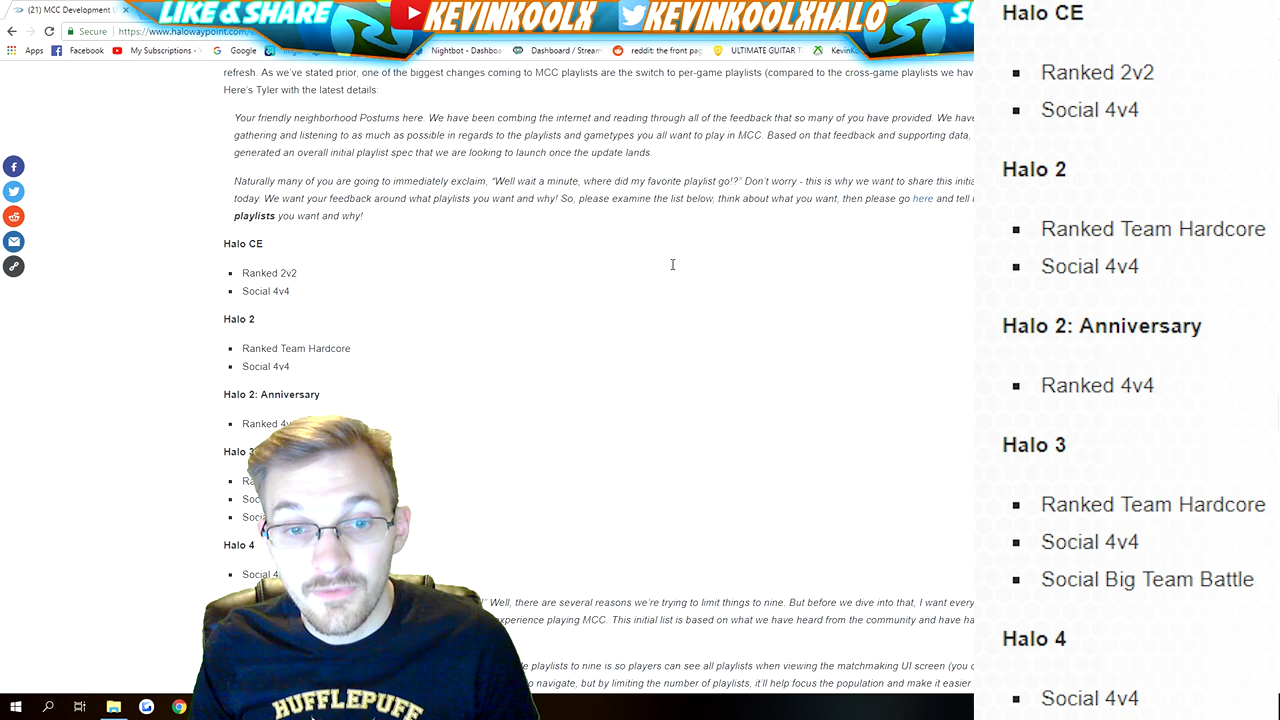 LIKE & SHARE
KEVINKOOLX
KEVINKOOLXHALO
SU
(21) MCC Development U
Secure
https://www.halowaypoint.com/
Apps
Facebook
My Subscriptions -
Google
Nightbot - Dashboa
Dashboard / Stream
reddit: the front pag
ULTIMATE GUITAR T
KevinKo
refresh. As we've stated prior, one of the biggest changes coming to MCC playlists are the switch to per-game playlists (compared to the cross-game playlists we hav
Here's Tyler with the latest details:
Your friendly neighborhood Postums here. We have been combing the internet and reading through all of the feedback that so many of you have provided. We have
gathering and listening to as much as possible in regards to the playlists and gametypes you all want to play in MCC. Based on that feedback and supporting data,
generated an overall initial playlist spec that we are looking to launch once the update lands.
Naturally many of you are going to immediately exclaim, “Well wait a minute, where did my favorite playlist go!?” Don't worry - this is why we want to share this initia
today. We want your feedback around what playlists you want and why! So, please examine the list below, think about what you want, then please go here and tell u
playlists you want and why!
Halo CE
Ranked 2v2
Social 4v4
Halo 2
Ranked Team Hardcore
Social 4v4
Halo 2: Anniversary
Ranked 4v
Halo 3
Ra
Soc
Socia
Halo 4
Social 4
!” Well, there are several reasons we're trying to limit things to nine. But before we dive into that, I want every
experience playing MCC. This initial list is based on what we have heard from the community and have ha
le playlists to nine is so players can see all playlists when viewing the matchmaking UI screen (you c
o navigate, but by limiting the number of playlists, it'll help focus the population and make it easier
HUFFLEPUFF
Halo CE
Ranked 2v2
Social 4v4
Halo 2
Ranked Team Hardcore
Social 4v4
Halo 2: Anniversary
Ranked 4v4
Halo 3
Ranked Team Hardcore
Social 4v4
Social Big Team Battle
Halo 4
Social 4v4